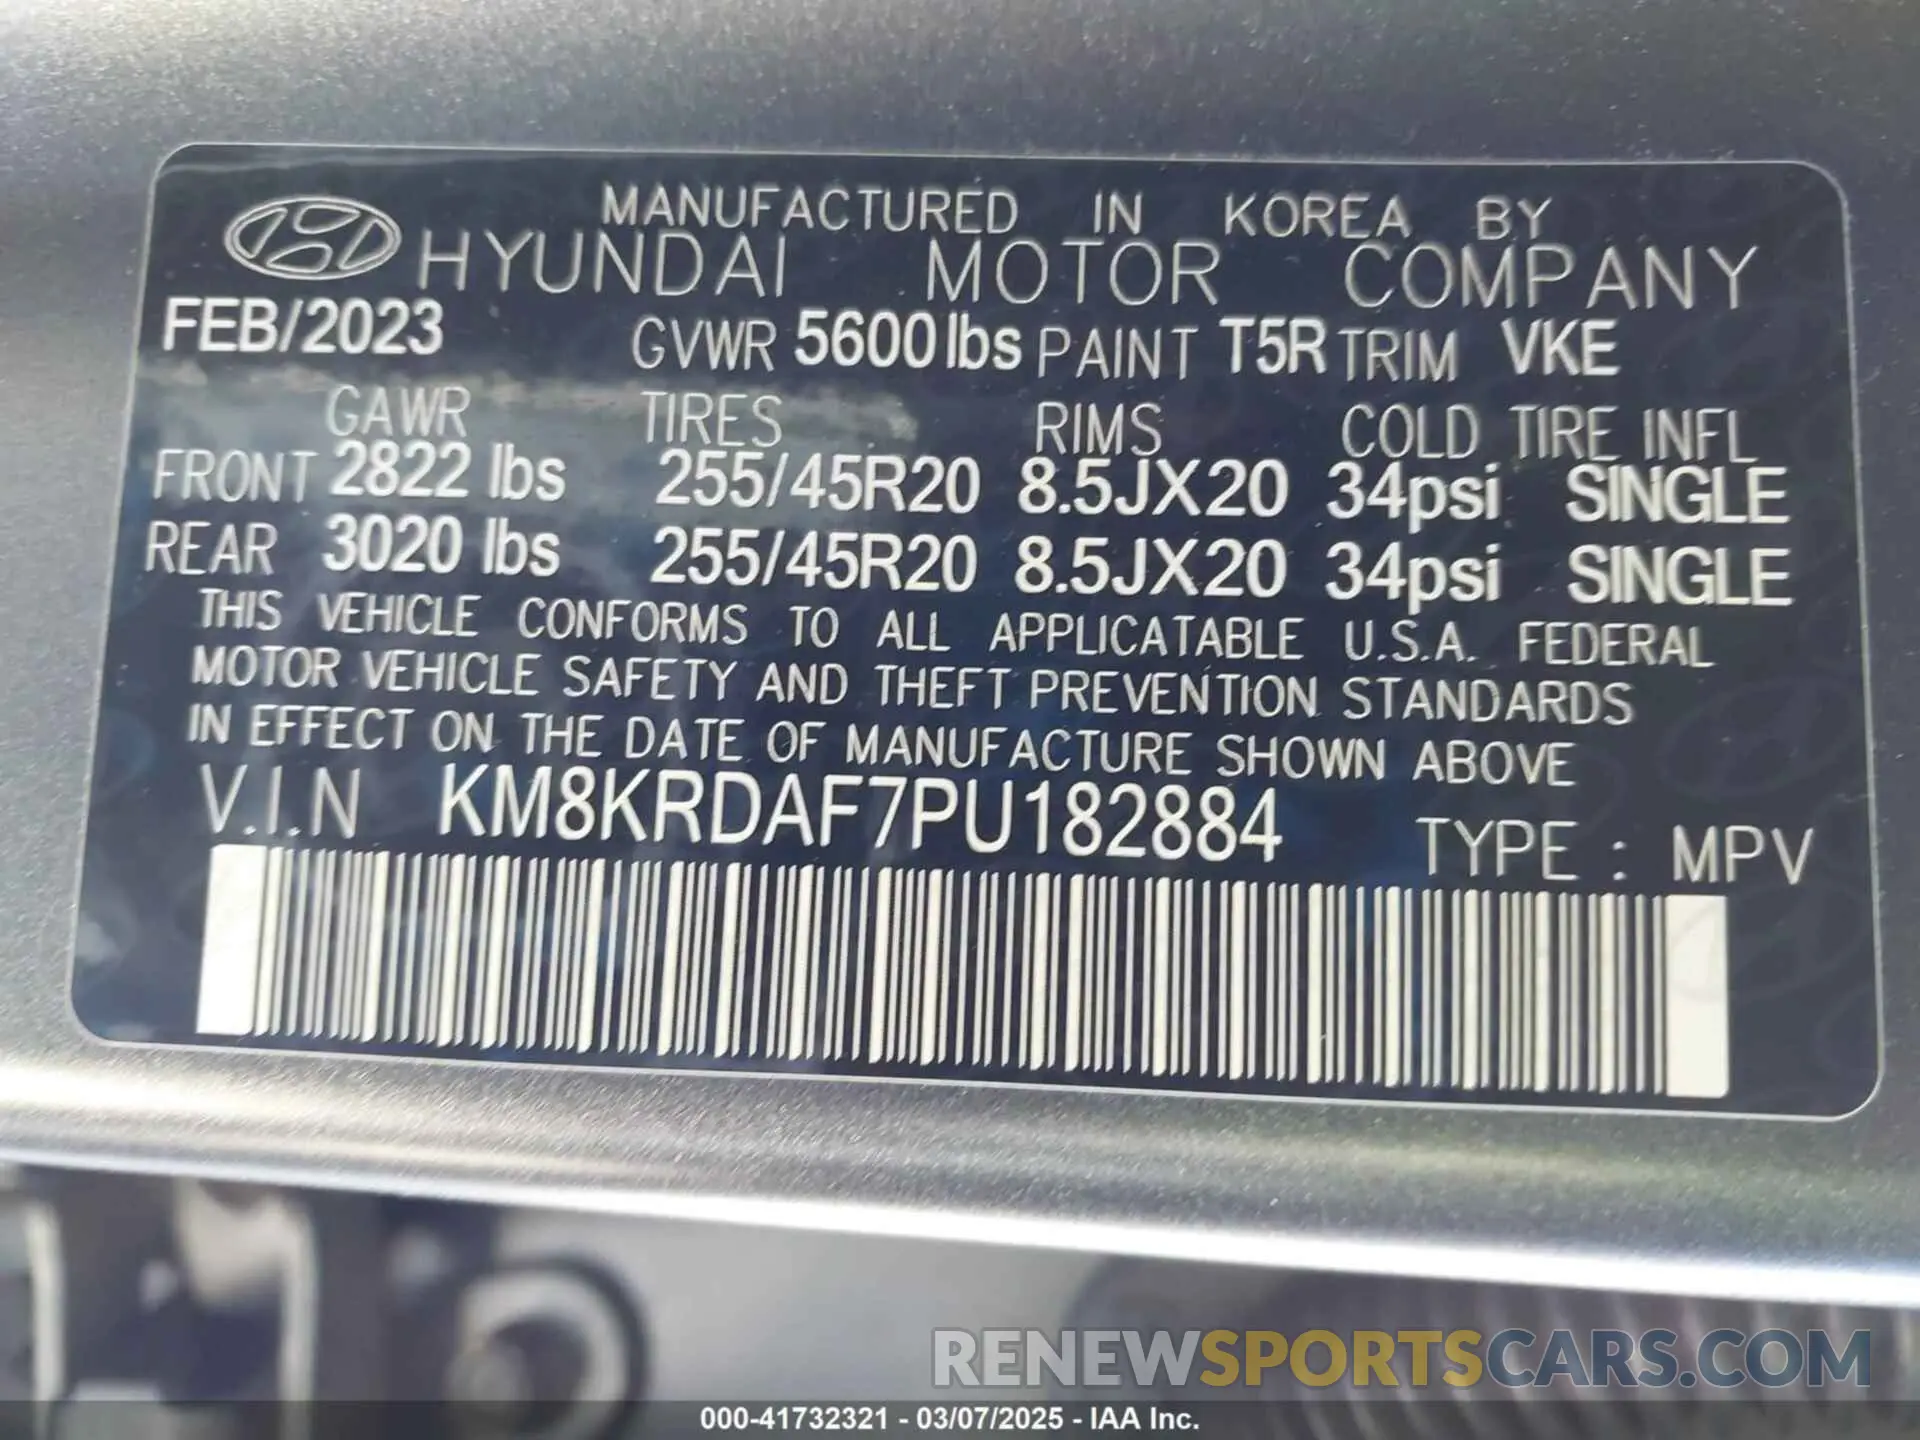 MANUFACTURED IN KOREA BY
HYUNDAI MOTOR COMPANY
FEB/2023 GVWR 5600lbs PAINT T5R TRIM VKE
GAWR TIRES RIMS COLD TIRE INFL
FRONT 2822 lbs 255/45R20 8.5JX20 34psi SINGLE
REAR 3020 lbs 255/45R20 8.5JX20 34psi SINGLE
THIS VEHICLE CONFORMS TO ALL APPLICATABLE U.S.A. FEDERAL
MOTOR VEHICLE SAFETY AND THEFT PREVENTION STANDARDS
IN EFFECT ON THE DATE OF MANUFACTURE SHOWN ABOVE
V.I.N KM8KRDAF7PU182884 TYPE : MPV
RENEWSPORTSCARS.COM
000-41732321 - 03/07/2025 - IAA Inc.